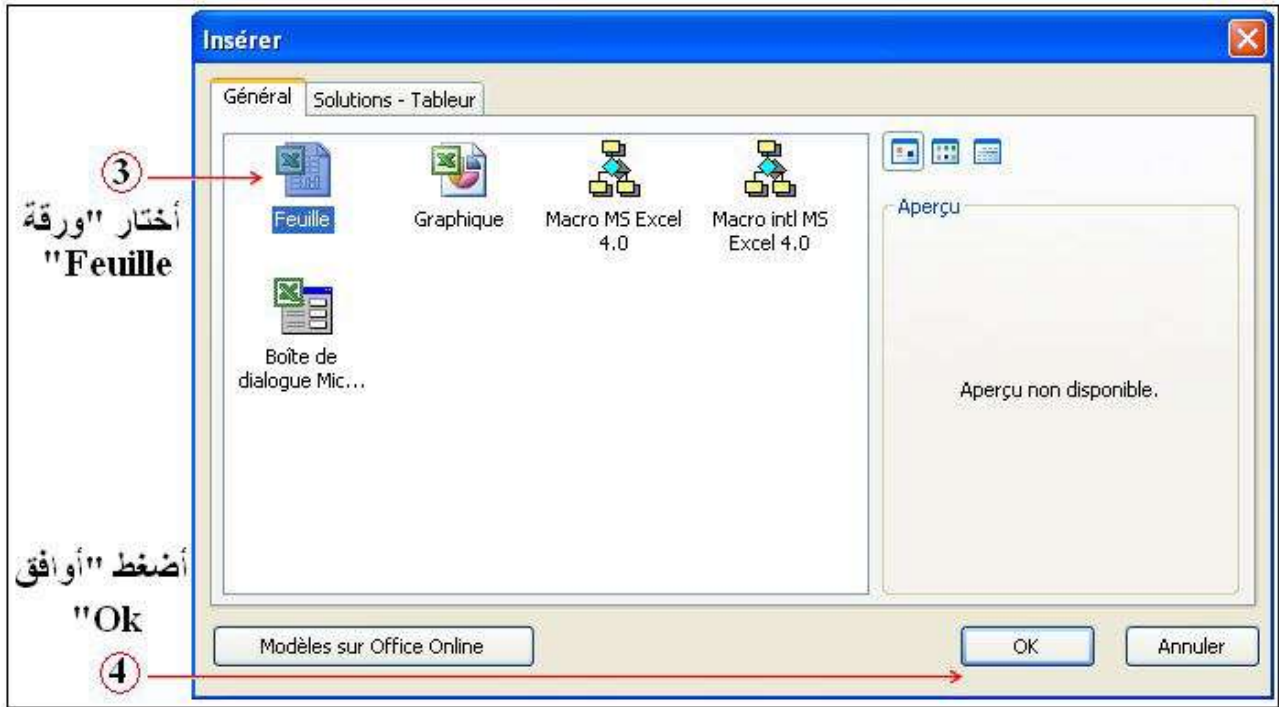 Insérer
Général
Solutions - Tableur
3
أختار "ورقة
Feuille"
Feuille
Graphique
Macro MS Excel
4.0
Macro intl MS
Excel 4.0
Boîte de
dialogue Mic...
Aperçu
Aperçu non disponible.
أضغط "أوافق
Ok"
4
Modèles sur Office Online
OK
Annuler